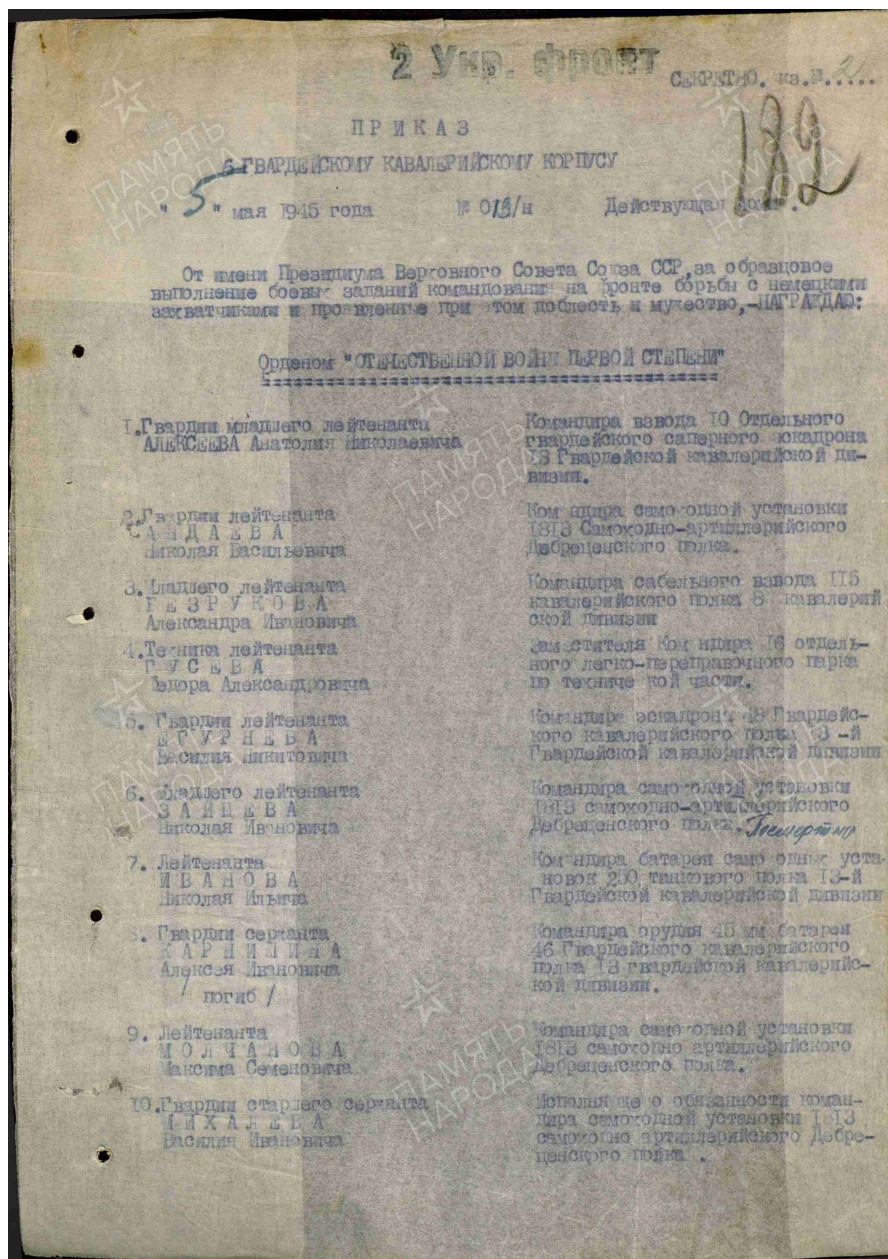 2 Укр. фронт
СЕКРЕТНО. кз.№.2....
182
ПРИКАЗ
6 ГВАРДЕЙСКОМУ КАВАЛЕРИЙСКОМУ КОРПУСУ
" 5 " мая 1945 года № 013/н Действующая
От имени Президиума Верховного Совета Союза ССР, за образцовое
выполнение боевых заданий командования на фронте борьбы с немецкими
захватчиками и проявленные при этом доблесть и мужество,-НАГРАЖДАЮ:
Орденом "ОТЕЧЕСТВЕННОЙ ВОЙНЫ ПЕРВОЙ СТЕПЕНИ"
1. Гвардии младшего лейтенанта
АЛЕКСЕЕВА Анатолия Николаевича
Командира взвода 10 Отдельного
гвардейского саперного эскадрона
13 Гвардейской кавалерийской ди-
визии.
2. Гвардии лейтенанта
АНДАЕВА
Николая Васильевича
Командира самоходной установки
1813 Самоходно-артиллерийского
Дебреценского полка.
3. Младшего лейтенанта
БЕЗРУКОВА
Александра Ивановича
Командира сабельного взвода 115
кавалерийского полка 8 кавалерий
ской дивизии
4. Техника лейтенанта
ГУСЕВА
Федора Александровича
Заместителя Командира 16 отдель-
ного легко-переправочного парка
по технической части.
5. Гвардии лейтенанта
Василия Никитовича
Командира эскадрона 48 Гвардейс-
кого кавалерийского полка 13 -й
Гвардейской кавалерийской дивизии
6. Младшего лейтенанта
ЗАЙЦЕВА
Николая Ивановича
Командира самоходной установки
1813 самоходно-артиллерийского
Дебреценского полка. Посмертно
7. Лейтенанта
ИВАНОВА
Николая Ильича
Командира батареи самоходных уста-
новок 250 танкового полка 13-й
Гвардейской кавалерийской дивизии
8. Гвардии сержанта
КАРНИШИНА
Алексея Ивановича
/ погиб /
Командира орудия 45 мм батареи
46 Гвардейского кавалерийского
полка 13 гвардейской кавалерийс-
кой дивизии.
9. Лейтенанта
МОЛЧАНОВА
Максима Семеновича
Командира самоходной установки
1813 самоходно артиллерийского
Дебреценского полка.
10. Гвардии старшего сержанта
МИХАЛЕВА
Василия Ивановича
Исполняющего обязанности коман-
дира самоходной установки 1813
самоходно артиллерийского Дебре-
ценского полка .
ПАМЯТЬ
НАРОДА